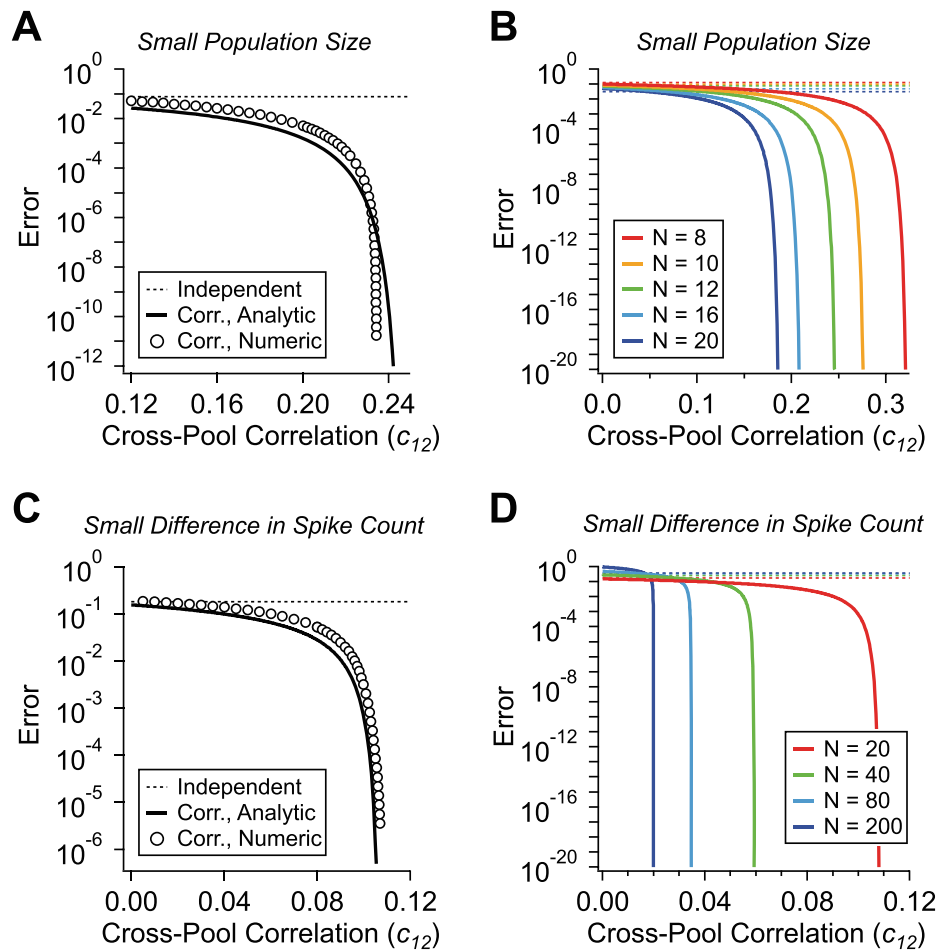 A
Small Population Size
10^0
10^-2
10^-4
10^-6
10^-8
10^-10
10^-12
Error
Independent
Corr., Analytic
Corr., Numeric
0.12
0.16
0.20
0.24
Cross-Pool Correlation (c_12)
B
Small Population Size
10^0
10^-4
10^-8
10^-12
10^-16
10^-20
Error
N = 8
N = 10
N = 12
N = 16
N = 20
0.0
0.1
0.2
0.3
Cross-Pool Correlation (c_12)
C
Small Difference in Spike Count
10^0
10^-1
10^-2
10^-3
10^-4
10^-5
10^-6
Error
Independent
Corr., Analytic
Corr., Numeric
0.00
0.04
0.08
0.12
Cross-Pool Correlation (c_12)
D
Small Difference in Spike Count
10^0
10^-4
10^-8
10^-12
10^-16
10^-20
Error
N = 20
N = 40
N = 80
N = 200
0.00
0.04
0.08
0.12
Cross-Pool Correlation (c_12)